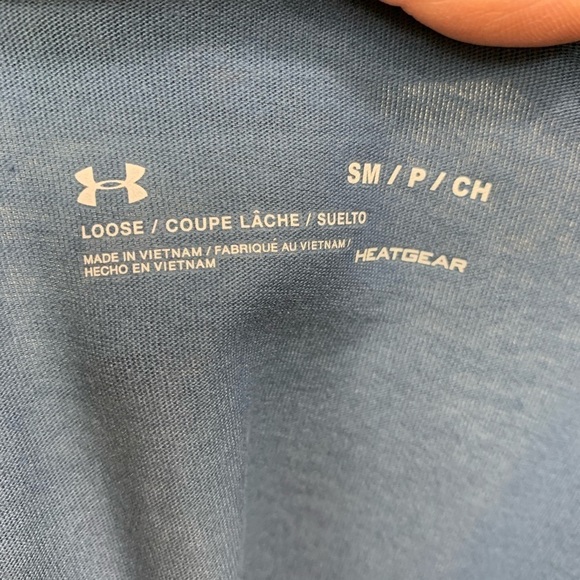 SM / P / CH
LOOSE / COUPE LÂCHE / SUELTO
MADE IN VIETNAM / FABRIQUE AU VIETNAM /
HECHO EN VIETNAM
HEATGEAR